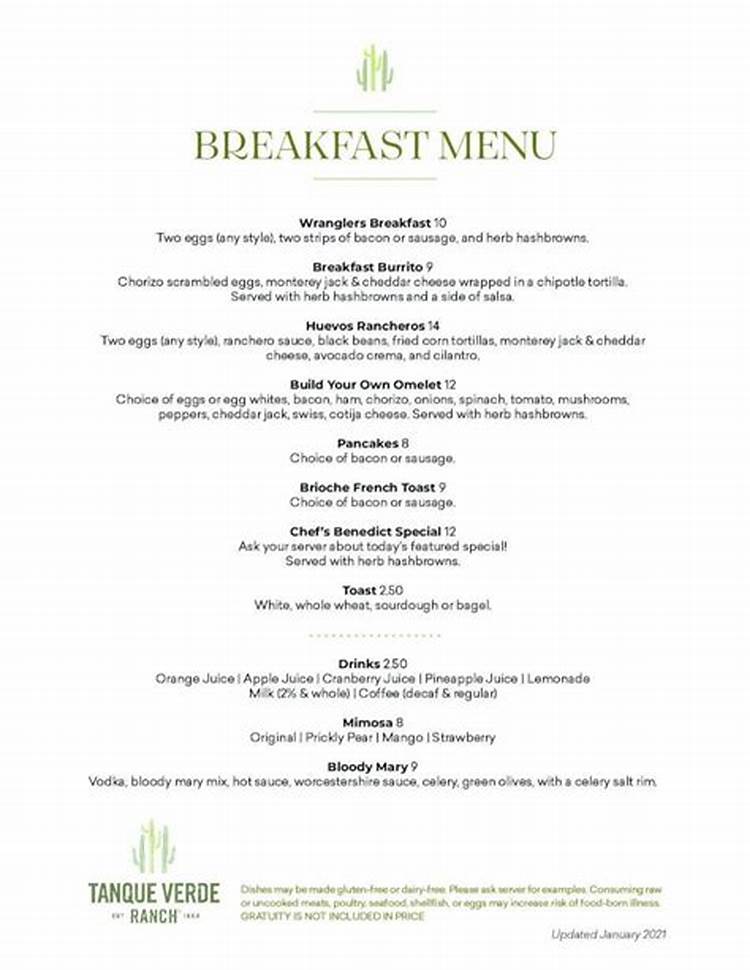 BREAKFAST MENU
Wranglers Breakfast 10
Two eggs (any style), two strips of bacon or sausage, and herb hashbrowns.
Breakfast Burrito 9
Chorizo scrambled eggs, monterey jack & cheddar cheese wrapped in a chipotle tortilla.
Served with herb hashbrowns and a side of salsa.
Huevos Rancheros 14
Two eggs (any style), ranchero sauce, black beans, fried corn tortillas, monterey jack & cheddar
cheese, avocado crema, and cilantro.
Build Your Own Omelet 12
Choice of eggs or egg whites, bacon, ham, chorizo, onions, spinach, tomato, mushrooms,
peppers, cheddar jack, swiss, cotija cheese. Served with herb hashbrowns.
Pancakes 8
Choice of bacon or sausage.
Brioche French Toast 9
Choice of bacon or sausage.
Chef's Benedict Special 12
Ask your server about today's featured special!
Served with herb hashbrowns.
Toast 2.50
White, whole wheat, sourdough or bagel.
Drinks 2.50
Orange Juice | Apple Juice | Cranberry Juice | Pineapple Juice | Lemonade
Milk (2% & whole) | Coffee (decaf & regular)
Mimosa 8
Original | Prickly Pear | Mango | Strawberry
Bloody Mary 9
Vodka, bloody mary mix, hot sauce, worcestershire sauce, celery, green olives, with a celery salt rim.
TANQUE VERDE
EST RANCH 1868
Dishes may be made gluten-free or dairy-free. Please ask server for examples. Consuming raw
or uncooked meats, poultry, seafood, shellfish, or eggs may increase risk of food-born illness.
GRATUITY IS NOT INCLUDED IN PRICE
Updated January 2021